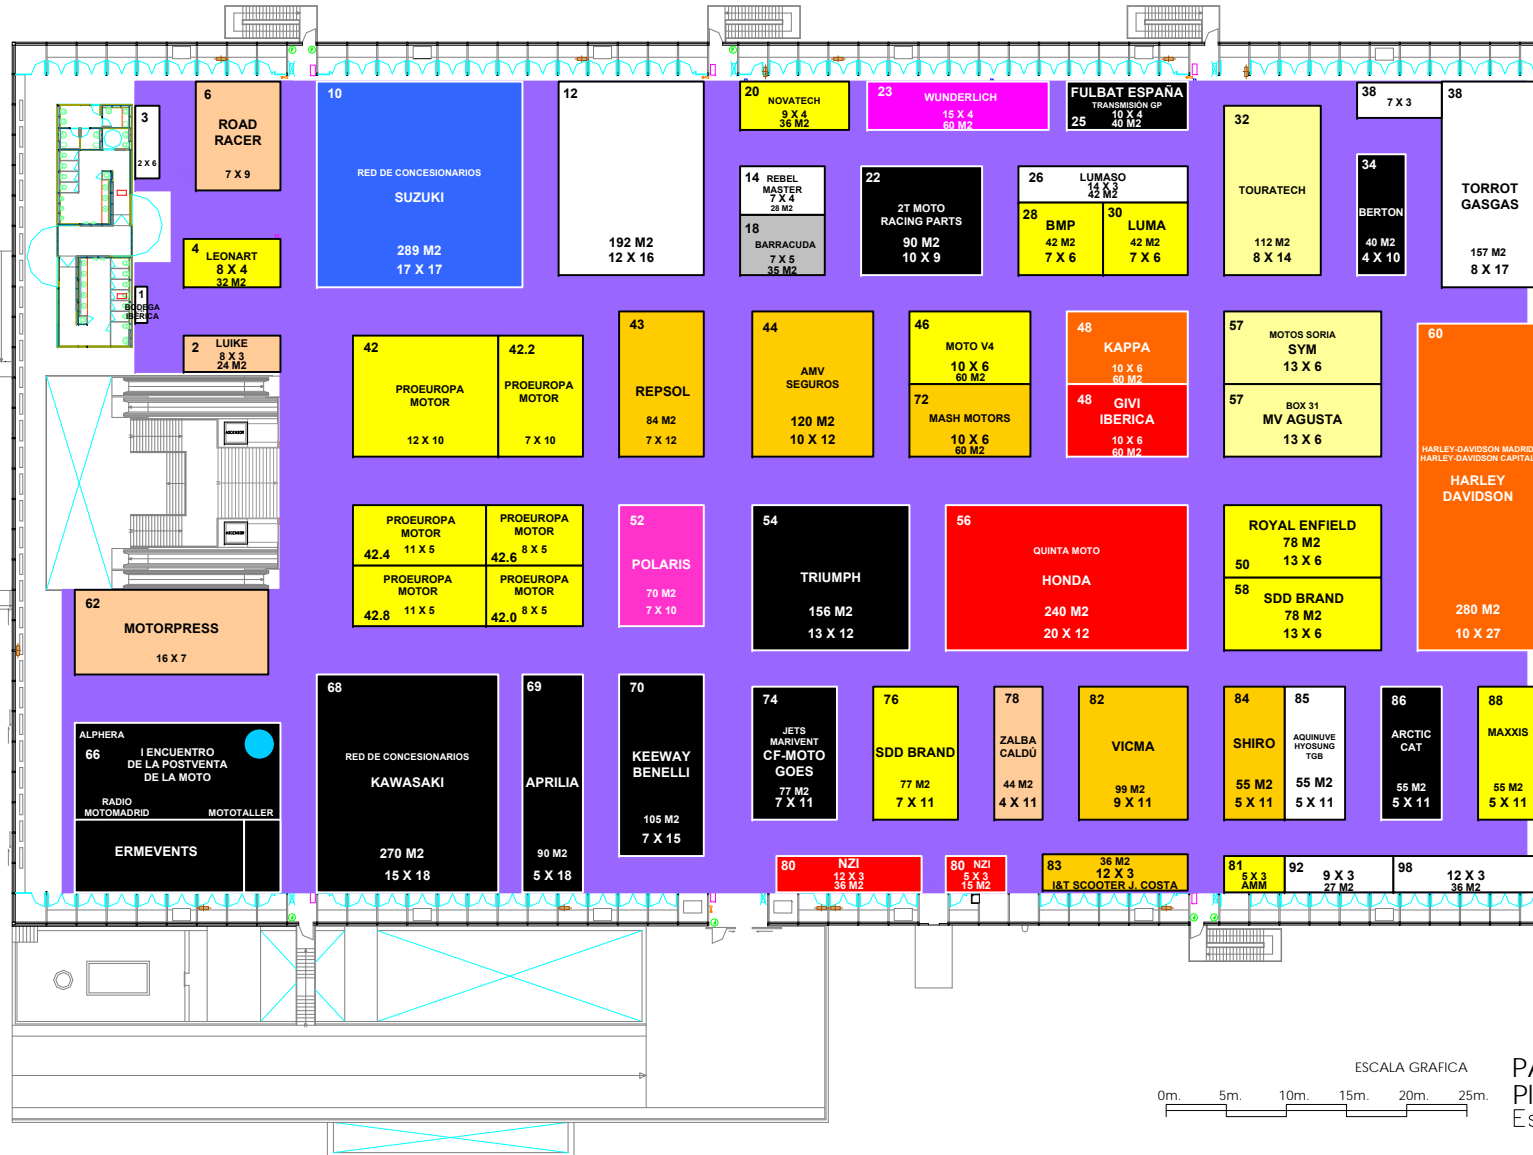 6
ROAD
RACER
7 X 9
3
2 X 6
4
LEONART
8 X 4
32 M2
1
BODEGA
IBÉRICA
2
LUIKE
8 X 3
24 M2
10
RED DE CONCESIONARIOS
SUZUKI
289 M2
17 X 17
12
192 M2
12 X 16
20
NOVATECH
9 X 4
36 M2
23
WUNDERLICH
15 X 4
60 M2
FULBAT ESPAÑA
TRANSMISIÓN GP
10 X 4
25
40 M2
14
REBEL
MASTER
7 X 4
28 M2
18
BARRACUDA
7 X 5
35 M2
22
2T MOTO
RACING PARTS
90 M2
10 X 9
26
LUMASO
14 X 3
42 M2
28
BMP
42 M2
7 X 6
30
LUMA
42 M2
7 X 6
32
TOURATECH
112 M2
8 X 14
38
7 X 3
34
BERTON
40 M2
4 X 10
38
TORROT
GASGAS
157 M2
8 X 17
42
PROEUROPA
MOTOR
12 X 10
42.2
PROEUROPA
MOTOR
7 X 10
43
REPSOL
84 M2
7 X 12
44
AMV
SEGUROS
120 M2
10 X 12
46
MOTO V4
10 X 6
60 M2
72
MASH MOTORS
10 X 6
60 M2
48
KAPPA
10 X 6
60 M2
48
GIVI
IBERICA
10 X 6
60 M2
57
MOTOS SORIA
SYM
13 X 6
57
BOX 31
MV AGUSTA
13 X 6
60
HARLEY-DAVIDSON MADRID
HARLEY-DAVIDSON CAPITAL
HARLEY
DAVIDSON
280 M2
10 X 27
ASCENSOR
ASCENSOR
PROEUROPA
MOTOR
42.4
11 X 5
PROEUROPA
MOTOR
42.6
8 X 5
PROEUROPA
MOTOR
42.8
11 X 5
PROEUROPA
MOTOR
42.0
8 X 5
52
POLARIS
70 M2
7 X 10
54
TRIUMPH
156 M2
13 X 12
56
QUINTA MOTO
HONDA
240 M2
20 X 12
ROYAL ENFIELD
78 M2
50
13 X 6
58
SDD BRAND
78 M2
13 X 6
62
MOTORPRESS
16 X 7
ALPHERA
66
I ENCUENTRO
DE LA POSTVENTA
DE LA MOTO
RADIO
MOTOMADRID
MOTOTALLER
ERMEVENTS
68
RED DE CONCESIONARIOS
KAWASAKI
270 M2
15 X 18
69
APRILIA
90 M2
5 X 18
70
KEEWAY
BENELLI
105 M2
7 X 15
74
JETS
MARIVENT
CF-MOTO
GOES
77 M2
7 X 11
76
SDD BRAND
77 M2
7 X 11
78
ZALBA
CALDÚ
44 M2
4 X 11
82
VICMA
99 M2
9 X 11
84
SHIRO
55 M2
5 X 11
85
AQUINUVE
HYOSUNG
TGB
55 M2
5 X 11
86
ARCTIC
CAT
55 M2
5 X 11
88
MAXXIS
55 M2
5 X 11
80
NZI
12 X 3
36 M2
80
NZI
5 X 3
15 M2
83
36 M2
12 X 3
I&T SCOOTER J. COSTA
81
5 X 3
AMM
92
9 X 3
27 M2
98
12 X 3
36 M2
ESCALA GRAFICA
0m. 5m. 10m. 15m. 20m. 25m.